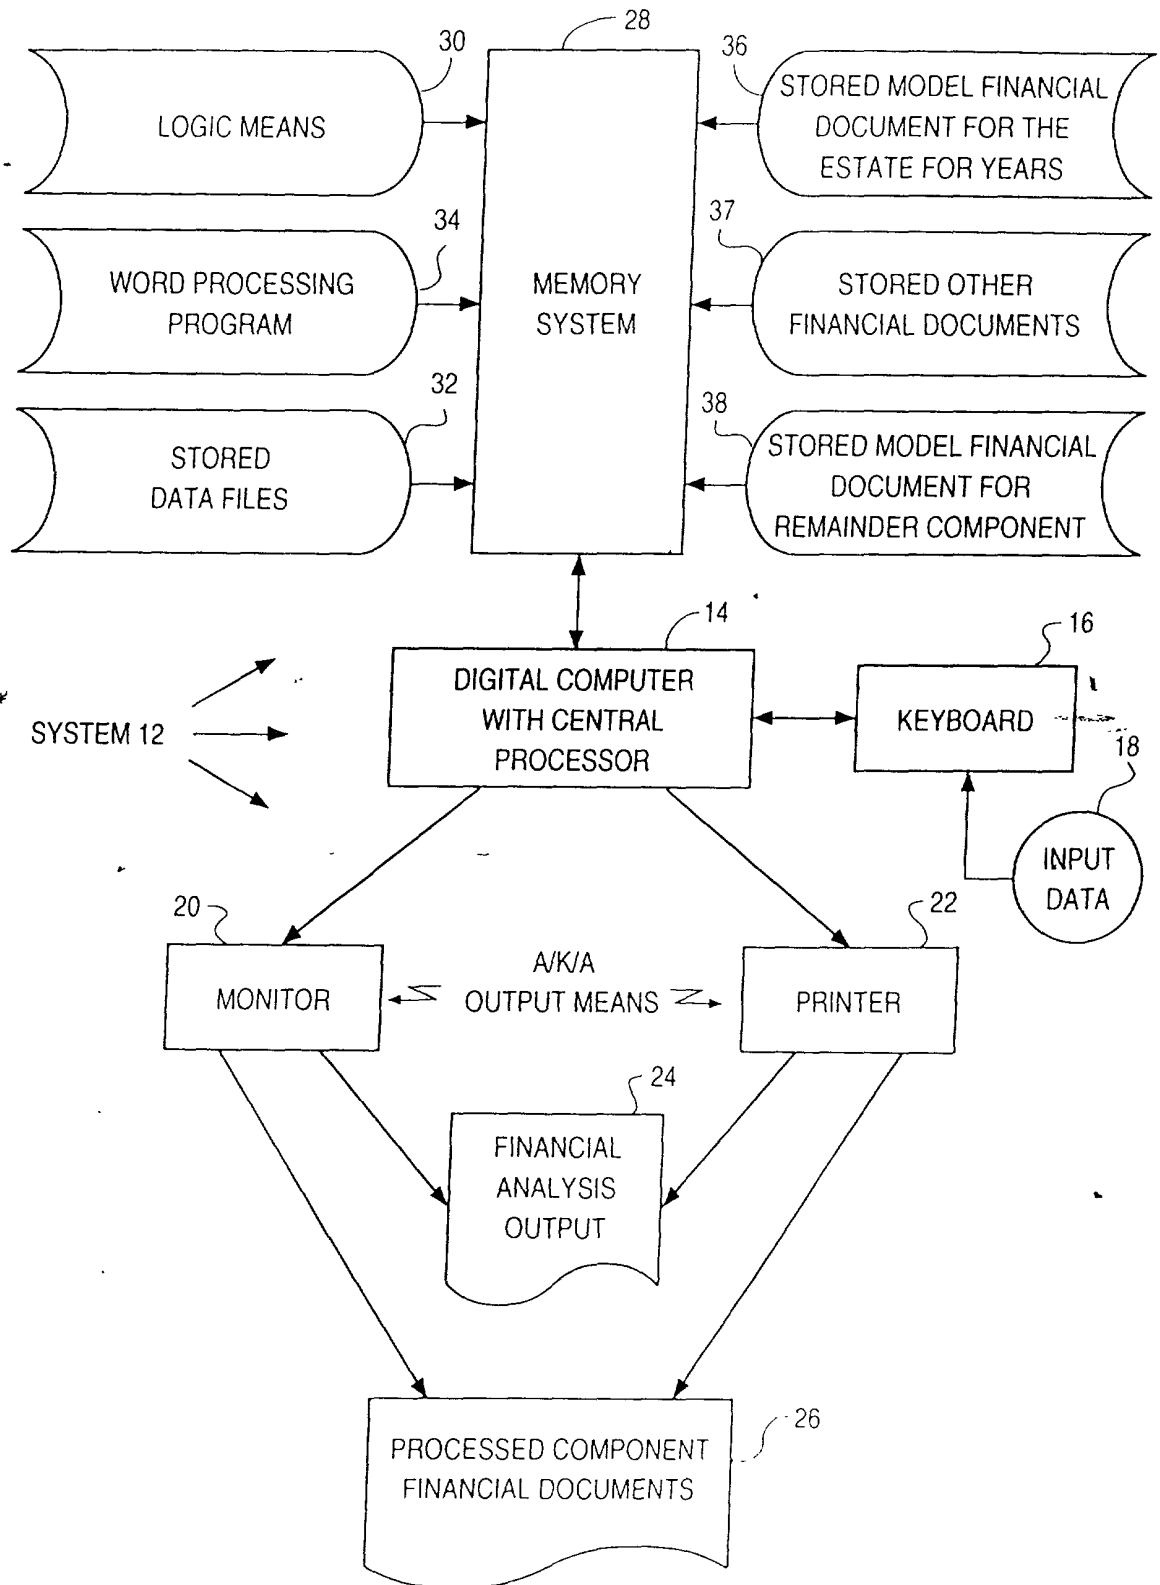 28
30
LOGIC MEANS
36
STORED MODEL FINANCIAL
DOCUMENT FOR THE
ESTATE FOR YEARS
34
WORD PROCESSING
PROGRAM
MEMORY
SYSTEM
37
STORED OTHER
FINANCIAL DOCUMENTS
32
STORED
DATA FILES
38
STORED MODEL FINANCIAL
DOCUMENT FOR
REMAINDER COMPONENT
14
DIGITAL COMPUTER
WITH CENTRAL
PROCESSOR
16
KEYBOARD
SYSTEM 12
18
INPUT
DATA
20
MONITOR
A/K/A
OUTPUT MEANS
22
PRINTER
24
FINANCIAL
ANALYSIS
OUTPUT
26
PROCESSED COMPONENT
FINANCIAL DOCUMENTS